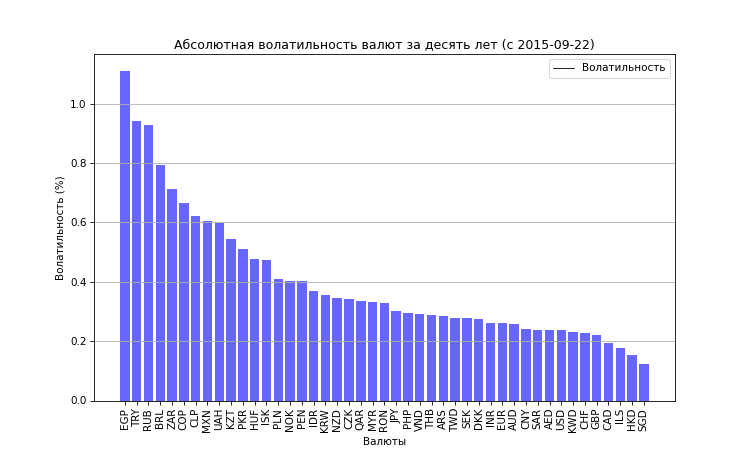 Абсолютная волатильность валют за десять лет (с 2015-09-22)
Волатильность
Волатильность (%)
1.0
0.8
0.6
0.4
0.2
0.0
EGP TRY RUB BRL ZAR COP CLP MXN UAH KZT PKR HUF ISK PLN NOK PEN IDR KRW NZD CZK QAR MYR RON JPY PHP VND THB ARS TWD SEK DKK INR EUR AUD CNY SAR AED USD KWD CHF GBP CAD ILS HKD SGD
Валюты